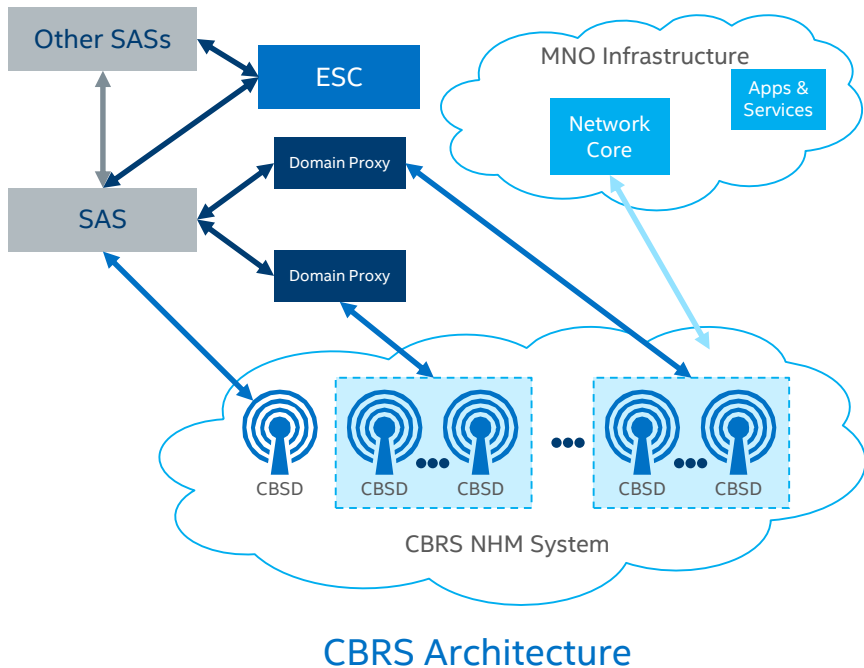 Other SASs
ESC
MNO Infrastructure
Apps &
Services
Network
Core
Domain Proxy
SAS
Domain Proxy
CBSD
CBSD
CBSD
CBSD
CBSD
CBRS NHM System
CBRS Architecture